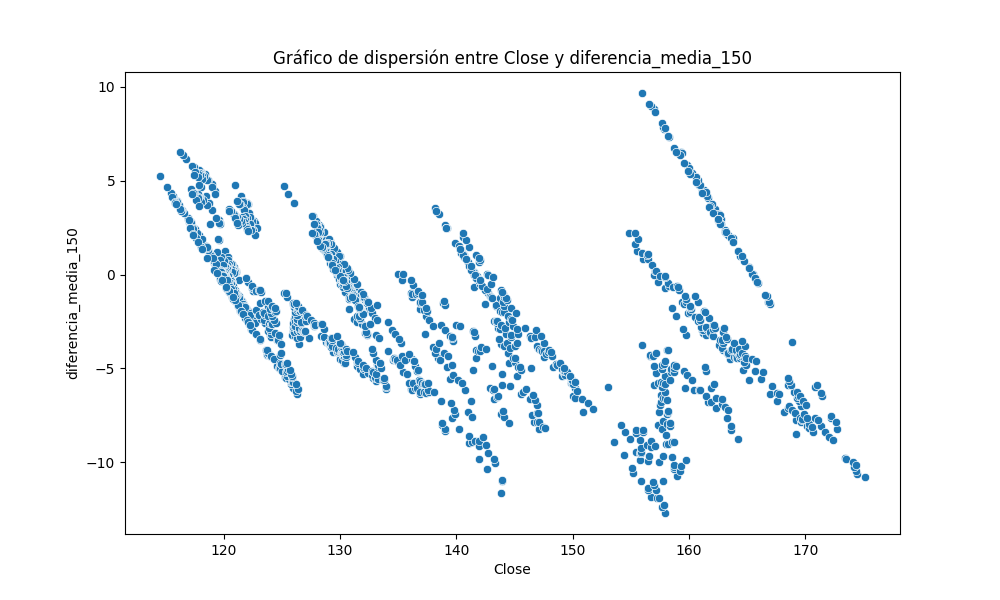 Gráfico de dispersión entre Close y diferencia_media_150
diferencia_media_150
10
5
0
−5
−10
120 130 140 150 160 170
Close